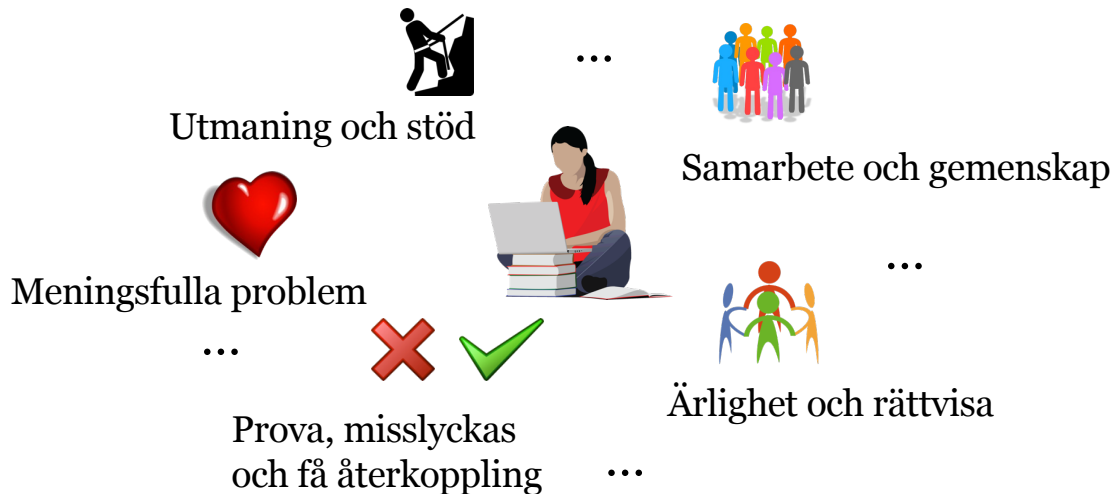 ...
Utmaning och stöd
Samarbete och gemenskap
...
Meningsfulla problem
...
Ärlighet och rättvisa
Prova, misslyckas
och få återkoppling
...